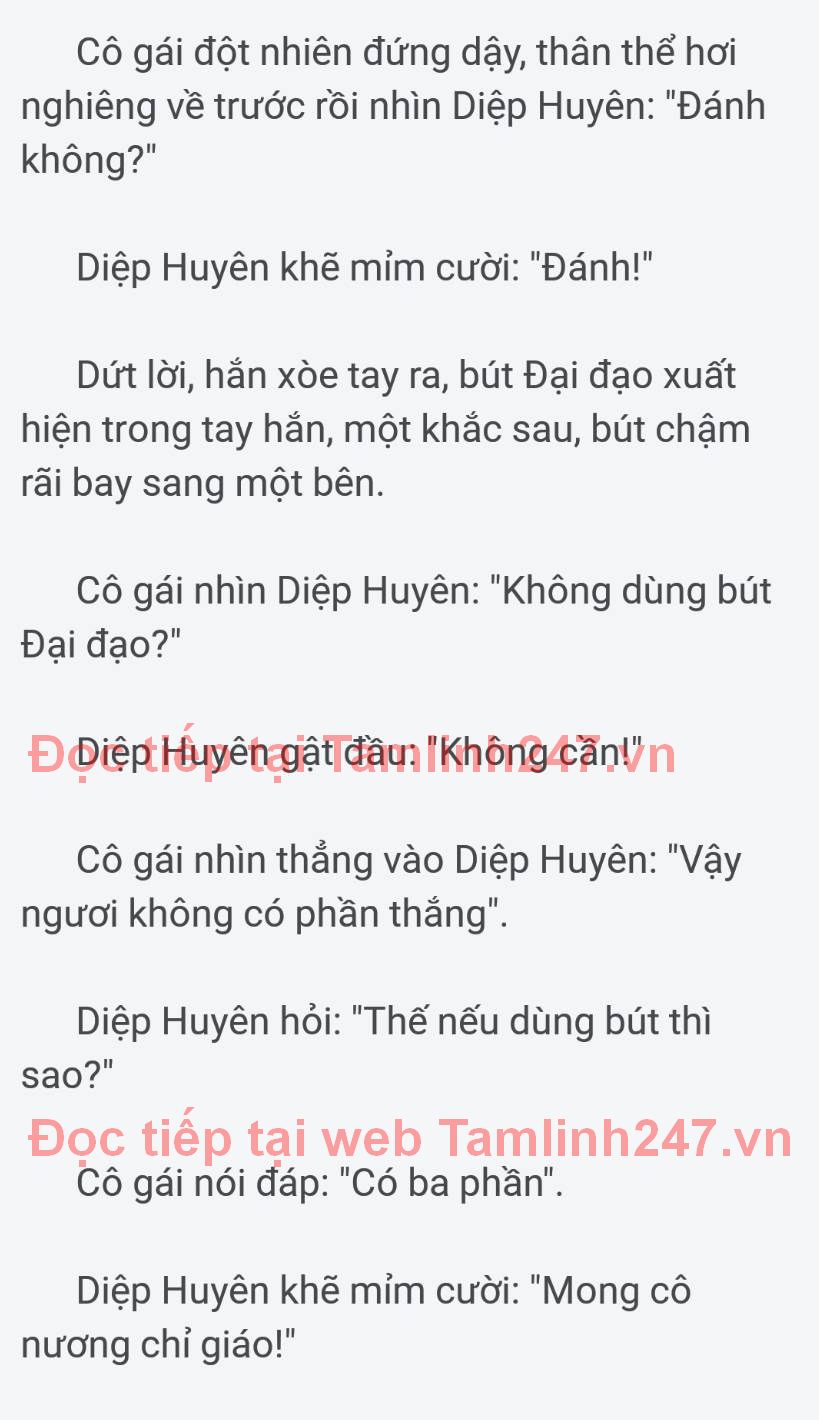 Cô gái đột nhiên đứng dậy, thân thể hơi
nghiêng về trước rồi nhìn Diệp Huyên: "Đánh
không?"
Diệp Huyên khẽ mỉm cười: "Đánh!"
Dứt lời, hắn xòe tay ra, bút Đại đạo xuất
hiện trong tay hắn, một khắc sau, bút chậm
rãi bay sang một bên.
Cô gái nhìn Diệp Huyên: "Không dùng bút
Đại đạo?"
Diệp Huyên gật đầu: "Không cần!"
Đọc tiếp tại Tamlinh247.vn
Cô gái nhìn thẳng vào Diệp Huyên: "Vậy
ngươi không có phần thắng".
Diệp Huyên hỏi: "Thế nếu dùng bút thì
sao?"
Đọc tiếp tại web Tamlinh247.vn
Cô gái nói đáp: "Có ba phần".
Diệp Huyên khẽ mỉm cười: "Mong cô
nương chỉ giáo!"